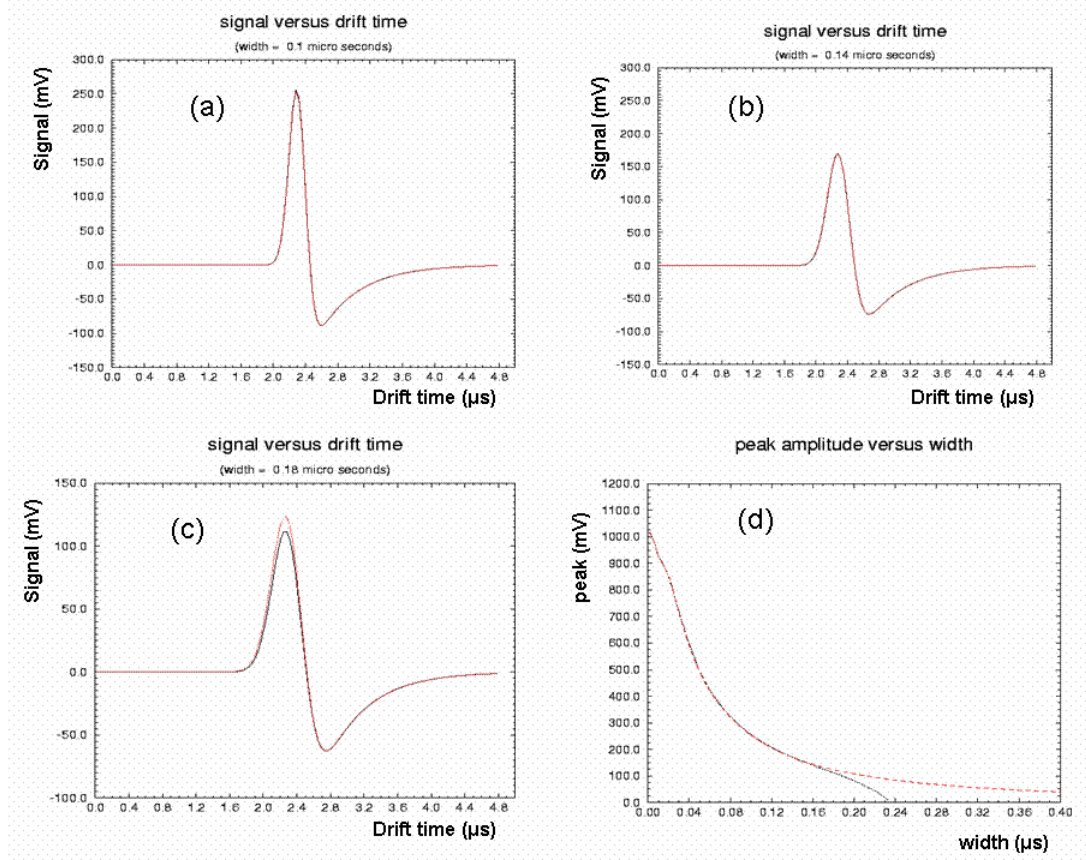 signal versus drift time
(width = 0.1 micro seconds)
Signal (mV)
300.0
250.0
200.0
150.0
100.0
50.0
0.0
-50.0
-100.0
-150.0
(a)
0.0 0.4 0.8 1.2 1.6 2.0 2.4 2.8 3.2 3.6 4.0 4.4 4.8
Drift time (µs)
signal versus drift time
(width = 0.14 micro seconds)
Signal (mV)
300.0
250.0
200.0
150.0
100.0
50.0
0.0
-50.0
-100.0
-150.0
(b)
0.0 0.4 0.8 1.2 1.6 2.0 2.4 2.8 3.2 3.6 4.0 4.4 4.8
Drift time (µs)
signal versus drift time
(width = 0.18 micro seconds)
Signal (mV)
150.0
100.0
50.0
0.0
-50.0
-100.0
(c)
0.0 0.4 0.8 1.2 1.6 2.0 2.4 2.8 3.2 3.6 4.0 4.4 4.8
Drift time (µs)
peak amplitude versus width
peak (mV)
1200.0
1100.0
1000.0
900.0
800.0
700.0
600.0
500.0
400.0
300.0
200.0
100.0
0.0
(d)
0.00 0.04 0.08 0.12 0.16 0.20 0.24 0.28 0.32 0.36 0.40
width (µs)